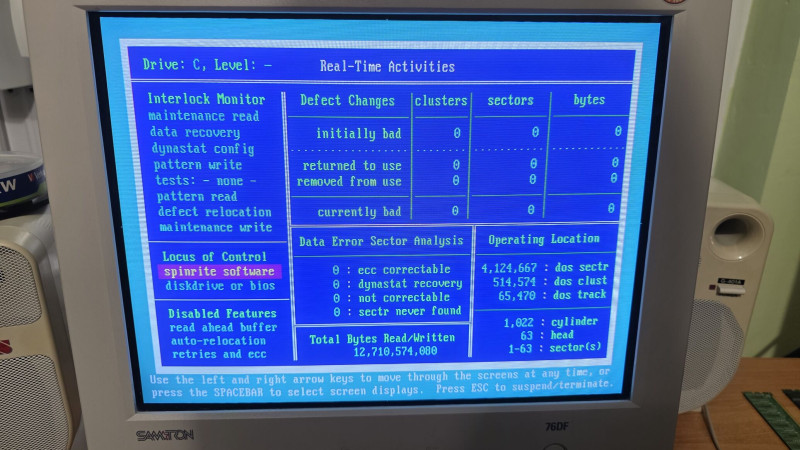 Drive: C, Level: -
Real-Time Activities
Interlock Monitor
maintenance read
data recovery
dynastat config
pattern write
tests: - none -
pattern read
defect relocation
maintenance write
Locus of Control
spinrite software
diskdrive or bios
Disabled Features
read ahead buffer
auto-relocation
retries and ecc
Defect Changes clusters sectors bytes
initially bad 0 0 0
returned to use 0 0 0
removed from use 0 0 0
currently bad 0 0 0
Data Error Sector Analysis
0 : ecc correctable
0 : dynastat recovery
0 : not correctable
0 : sectr never found
Total Bytes Read/Written
12,710,574,080
Operating Location
4,124,667 : dos sectr
514,574 : dos clust
65,470 : dos track
1,022 : cylinder
63 : head
1-63 : sector(s)
Use the left and right arrow keys to move through the screens at any time, or
press the SPACEBAR to select screen displays. Press ESC to suspend/terminate.
SAMTRON
76DF